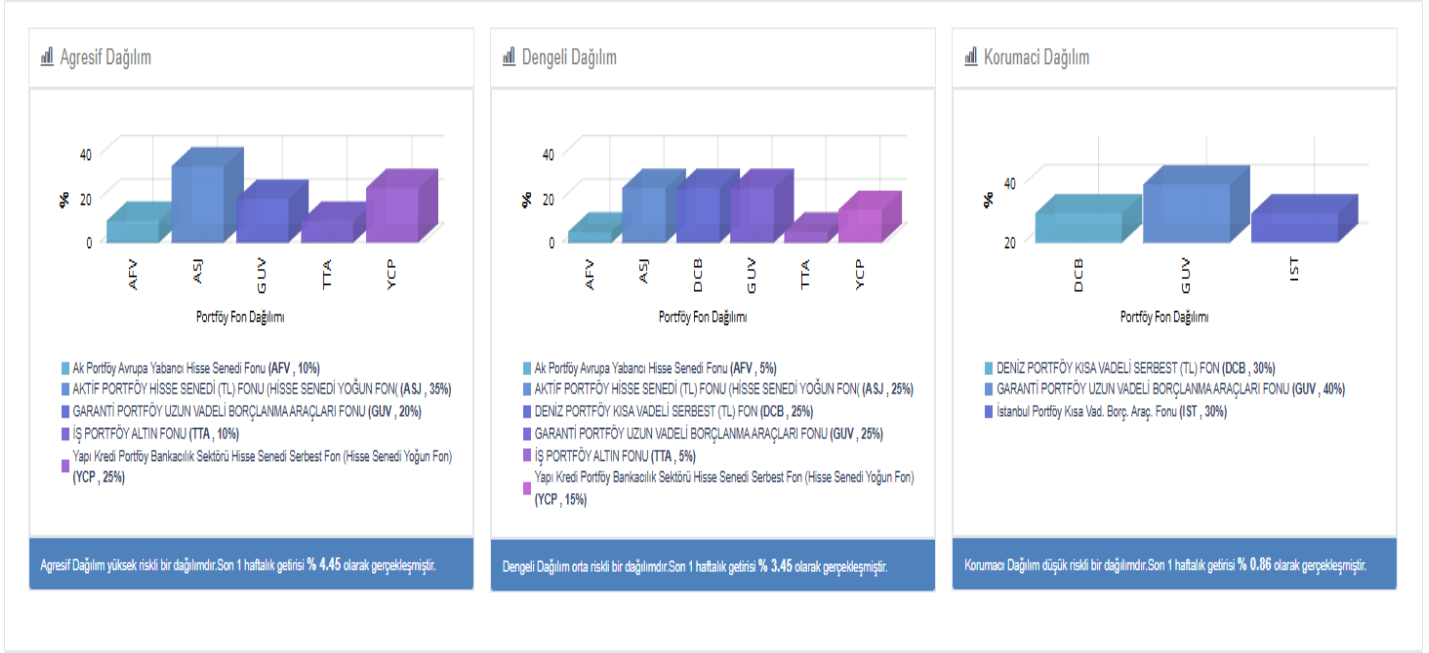 Agresif Dağılım
40
20
0
%
AFV
ASJ
GUV
TTA
YCP
Portföy Fon Dağılımı
Ak Portföy Avrupa Yabancı Hisse Senedi Fonu (AFV , 10%)
AKTİF PORTFÖY HİSSE SENEDİ (TL) FONU (HİSSE SENEDİ YOĞUN FON( (ASJ , 35%)
GARANTİ PORTFÖY UZUN VADELİ BORÇLANMA ARAÇLARI FONU (GUV , 20%)
İŞ PORTFÖY ALTIN FONU (TTA , 10%)
Yapı Kredi Portföy Bankacılık Sektörü Hisse Senedi Serbest Fon (Hisse Senedi Yoğun Fon)
(YCP , 25%)
Agresif Dağılım yüksek riskli bir dağılımdır.Son 1 haftalık getirisi % 4.45 olarak gerçekleşmiştir.
Dengeli Dağılım
40
20
0
%
AFV
ASJ
DCB
GUV
TTA
YCP
Portföy Fon Dağılımı
Ak Portföy Avrupa Yabancı Hisse Senedi Fonu (AFV , 5%)
AKTİF PORTFÖY HİSSE SENEDİ (TL) FONU (HİSSE SENEDİ YOĞUN FON( (ASJ , 25%)
DENİZ PORTFÖY KISA VADELİ SERBEST (TL) FON (DCB , 25%)
GARANTİ PORTFÖY UZUN VADELİ BORÇLANMA ARAÇLARI FONU (GUV , 25%)
İŞ PORTFÖY ALTIN FONU (TTA , 5%)
Yapı Kredi Portföy Bankacılık Sektörü Hisse Senedi Serbest Fon (Hisse Senedi Yoğun Fon)
(YCP , 15%)
Dengeli Dağılım orta riskli bir dağılımdır.Son 1 haftalık getirisi % 3.45 olarak gerçekleşmiştir.
Korumaci Dağılım
40
20
%
DCB
GUV
IST
Portföy Fon Dağılımı
DENİZ PORTFÖY KISA VADELİ SERBEST (TL) FON (DCB , 30%)
GARANTİ PORTFÖY UZUN VADELİ BORÇLANMA ARAÇLARI FONU (GUV , 40%)
İstanbul Portföy Kısa Vad. Borç. Araç. Fonu (IST , 30%)
Korumacı Dağılım düşük riskli bir dağılımdır.Son 1 haftalık getirisi % 0.86 olarak gerçekleşmiştir.